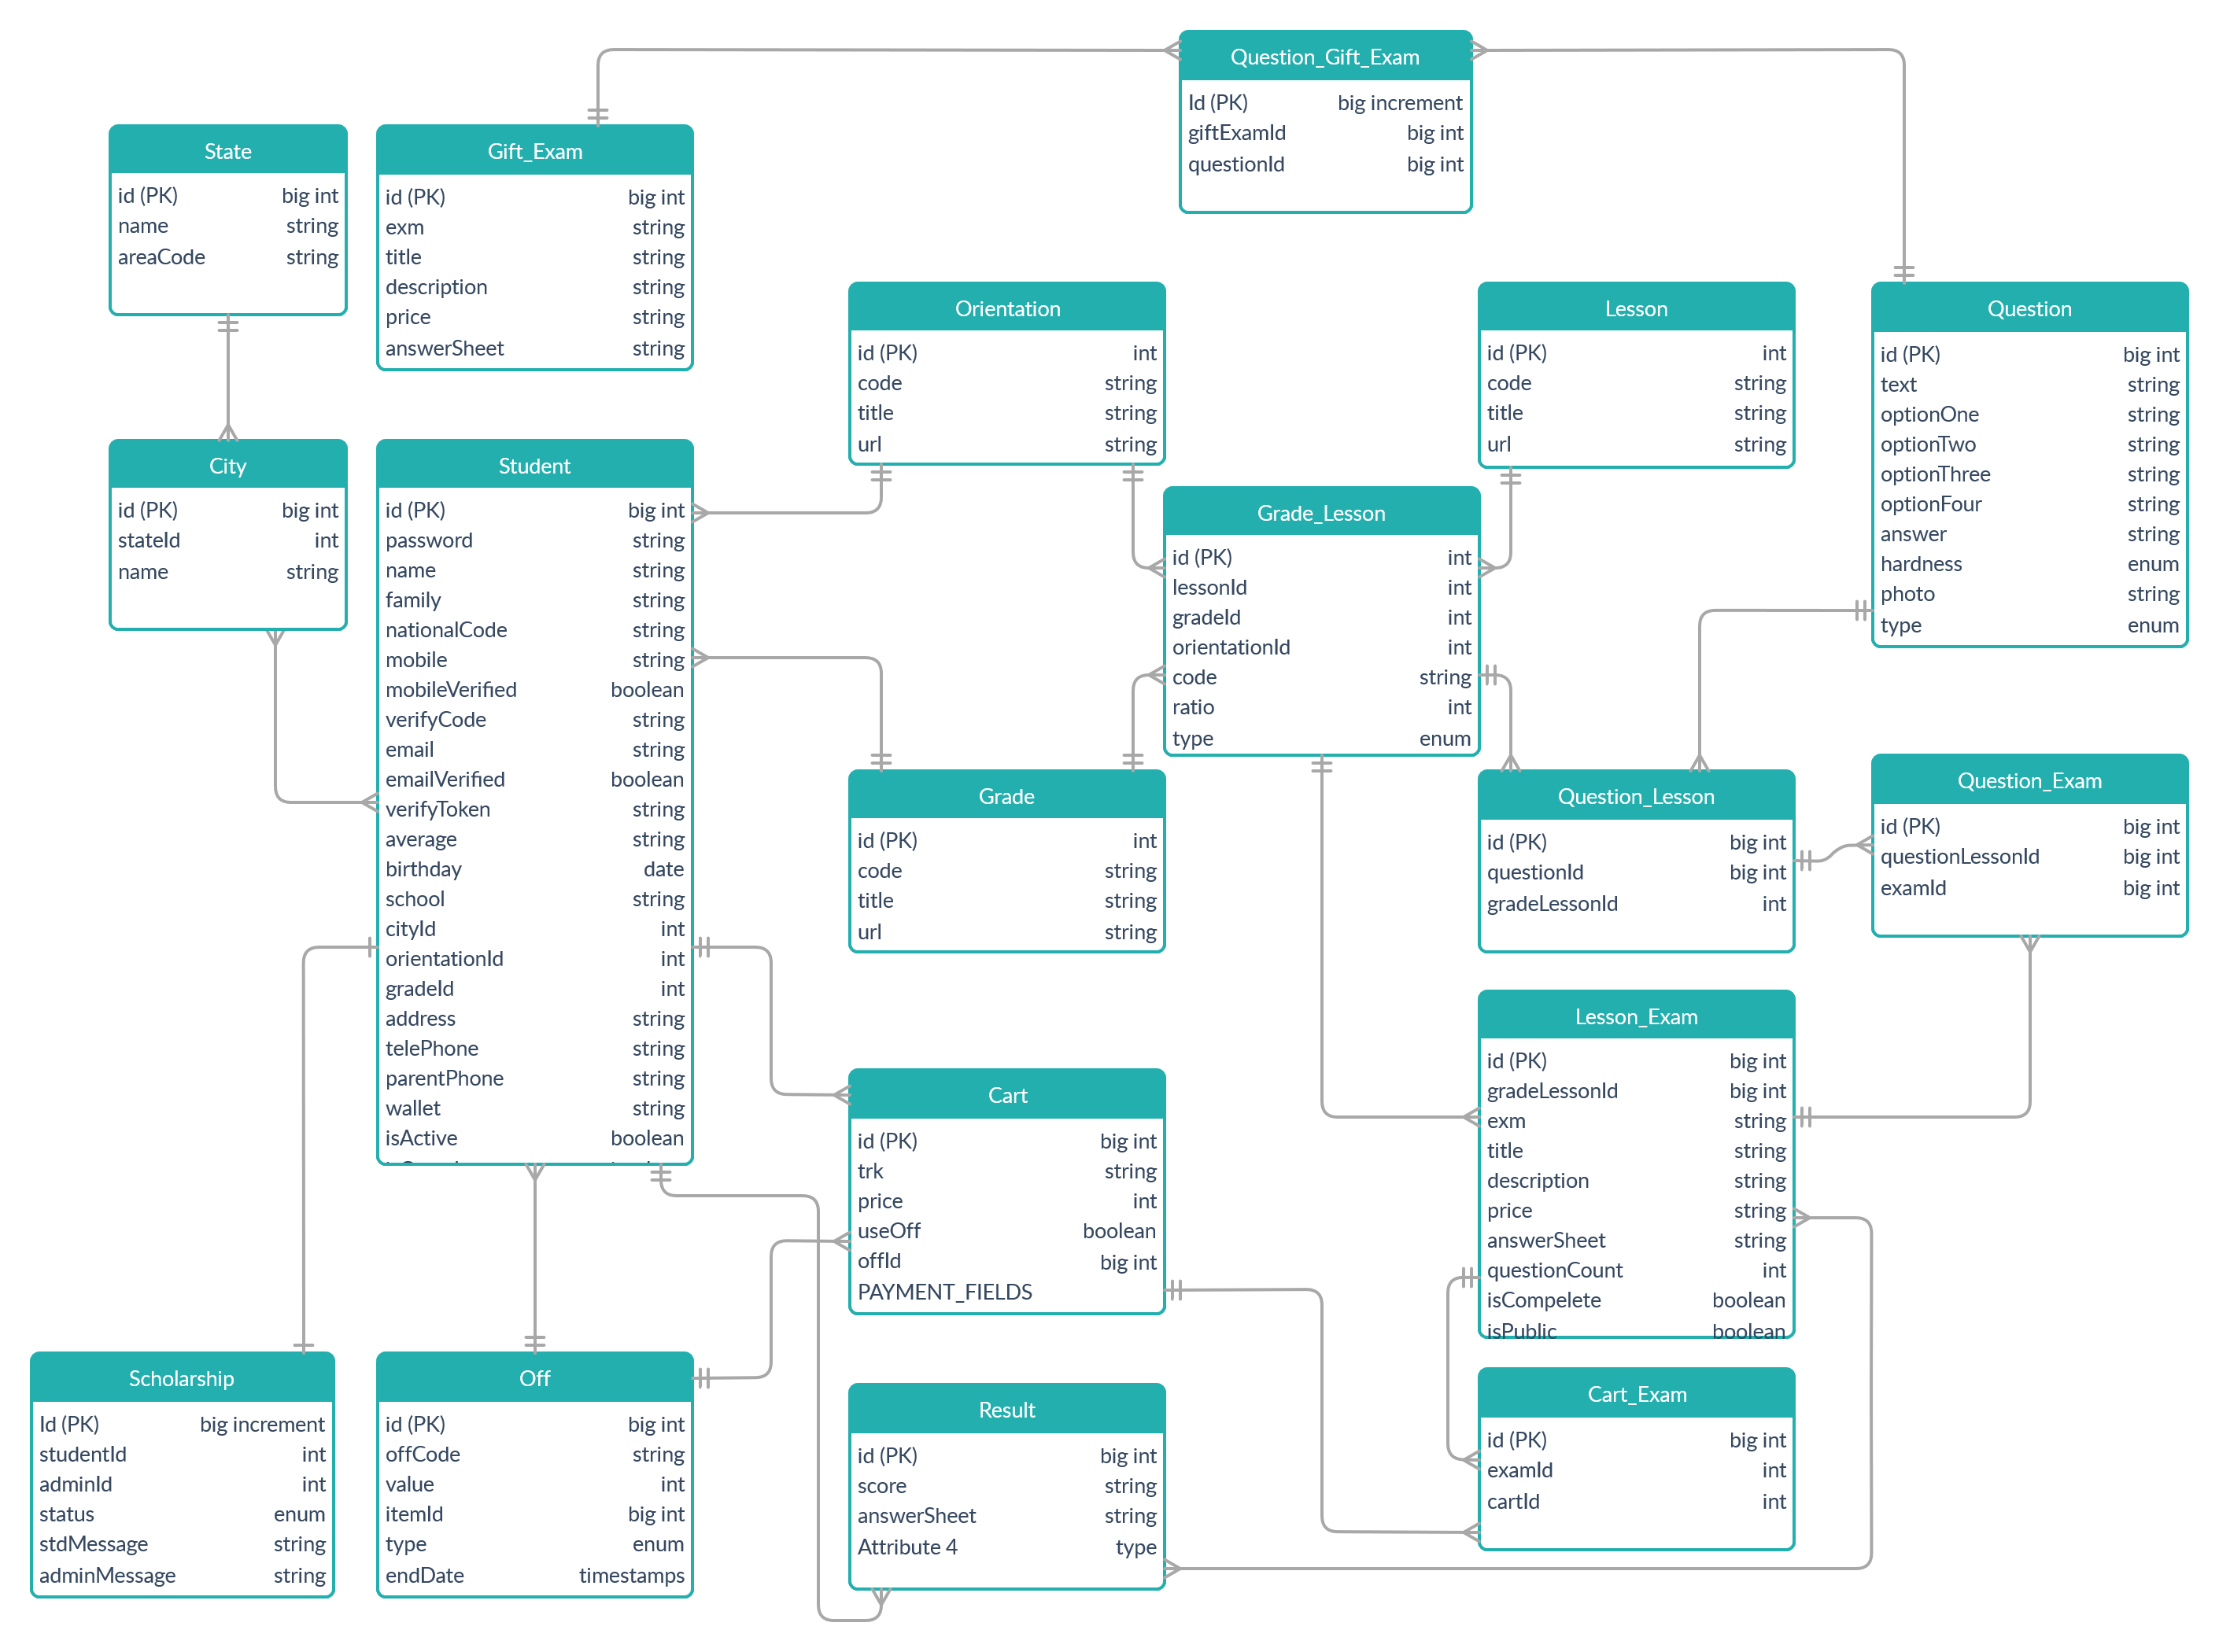 Question_Gift_Exam
Id (PK) big increment
giftExamId big int
questionId big int
State
id (PK) big int
name string
areaCode string
Gift_Exam
id (PK) big int
exm string
title string
description string
price string
answerSheet string
Orientation
id (PK) int
code string
title string
url string
Lesson
id (PK) int
code string
title string
url string
Question
id (PK) big int
text string
optionOne string
optionTwo string
optionThree string
optionFour string
answer string
hardness enum
photo string
type enum
City
id (PK) big int
stateId int
name string
Student
id (PK) big int
password string
name string
family string
nationalCode string
mobile string
mobileVerified boolean
verifyCode string
email string
emailVerified boolean
verifyToken string
average string
birthday date
school string
cityId int
orientationId int
gradeId int
address string
telePhone string
parentPhone string
wallet string
isActive boolean
Grade_Lesson
id (PK) int
lessonId int
gradeId int
orientationId int
code string
ratio int
type enum
Grade
id (PK) int
code string
title string
url string
Question_Lesson
id (PK) big int
questionId big int
gradeLessonId int
Question_Exam
id (PK) big int
questionLessonId big int
examId big int
Lesson_Exam
id (PK) big int
gradeLessonId big int
exm string
title string
description string
price string
answerSheet string
questionCount int
isCompelete boolean
isPublic boolean
Cart
id (PK) big int
trk string
price int
useOff boolean
offId big int
PAYMENT_FIELDS
Scholarship
Id (PK) big increment
studentId int
adminId int
status enum
stdMessage string
adminMessage string
Off
id (PK) big int
offCode string
value int
itemId big int
type enum
endDate timestamps
Result
id (PK) big int
score string
answerSheet string
Attribute 4 type
Cart_Exam
id (PK) big int
examId int
cartId int